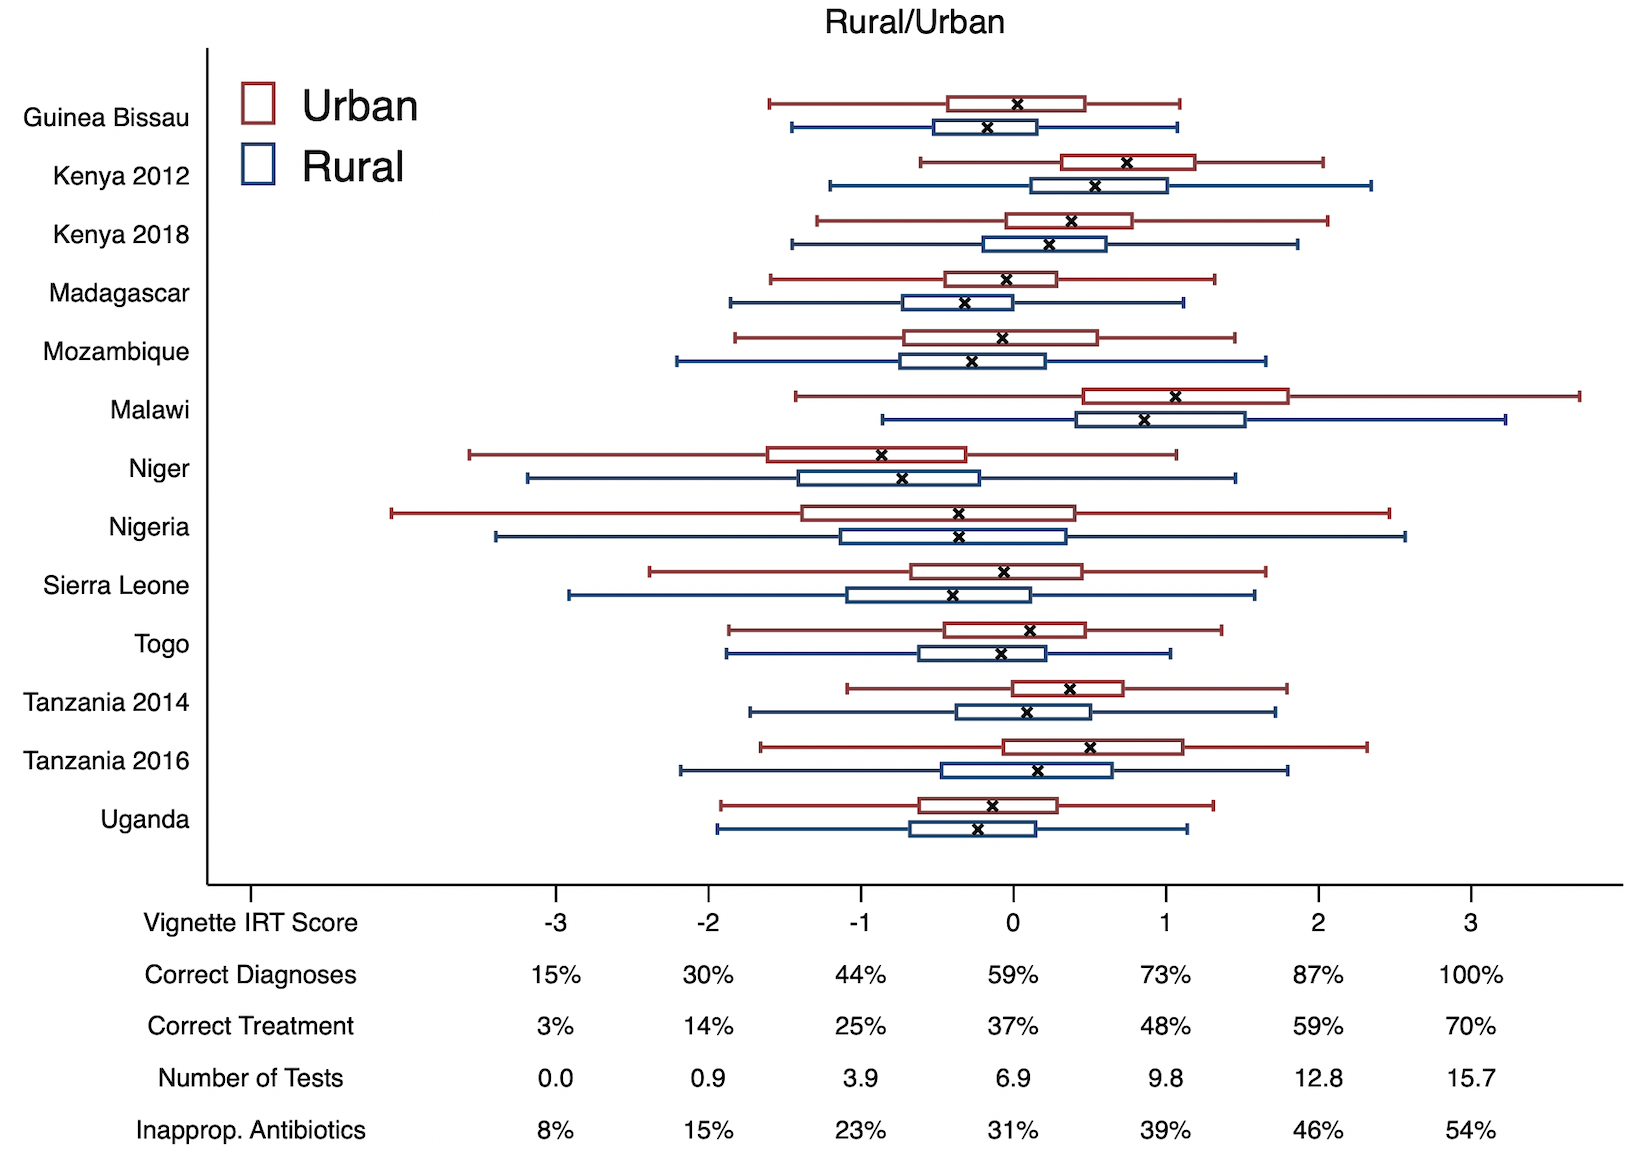 Rural/Urban
Urban
Rural
Guinea Bissau
Kenya 2012
Kenya 2018
Madagascar
Mozambique
Malawi
Niger
Nigeria
Sierra Leone
Togo
Tanzania 2014
Tanzania 2016
Uganda
Vignette IRT Score -3 -2 -1 0 1 2 3
Correct Diagnoses 15% 30% 44% 59% 73% 87% 100%
Correct Treatment 3% 14% 25% 37% 48% 59% 70%
Number of Tests 0.0 0.9 3.9 6.9 9.8 12.8 15.7
Inapprop. Antibiotics 8% 15% 23% 31% 39% 46% 54%